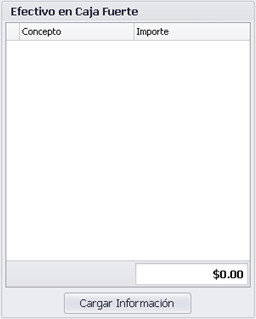 Efectivo en Caja Fuerte
Concepto Importe
$0.00
Cargar Información